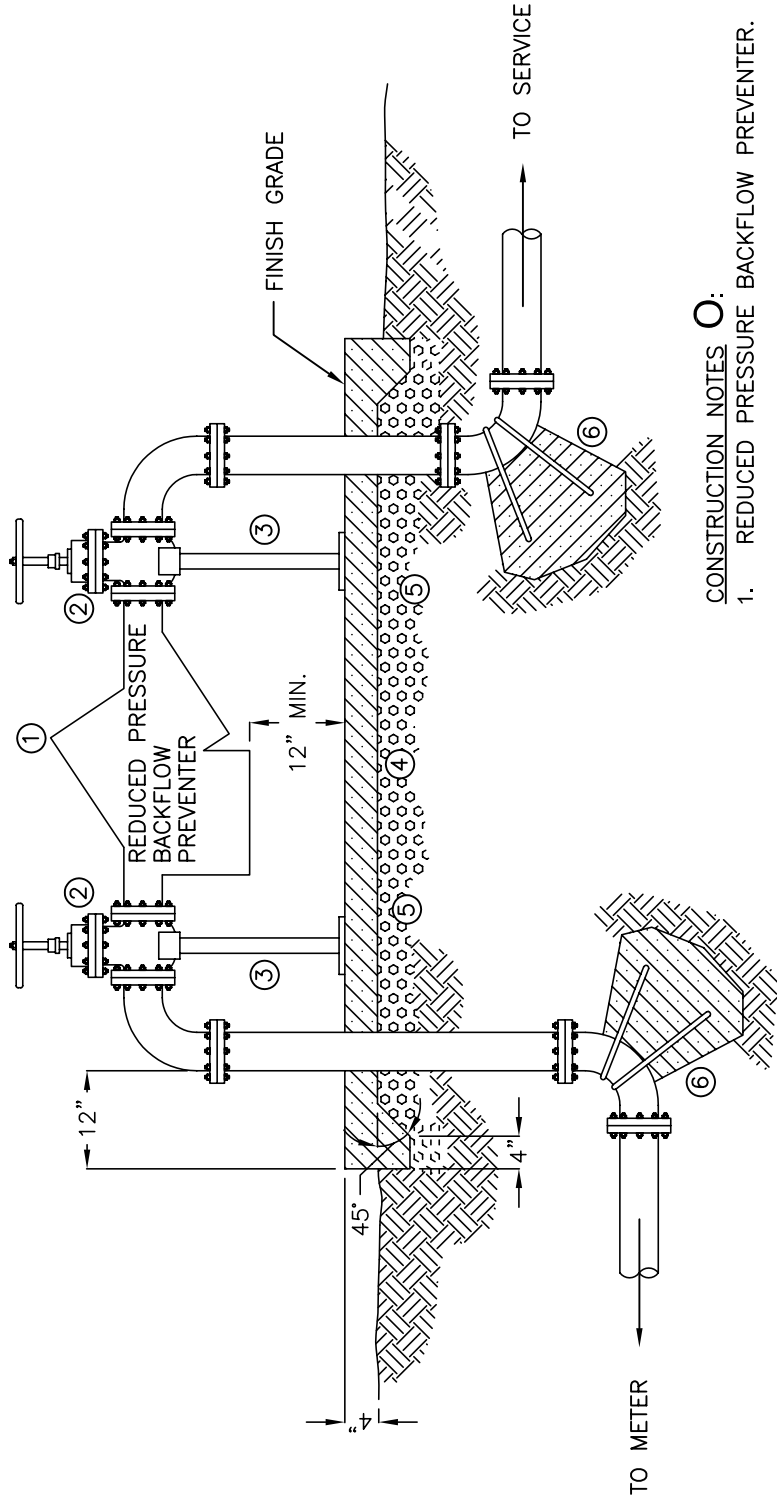 ①
②
②
REDUCED PRESSURE
BACKFLOW
PREVENTER
12"
③
③
12" MIN.
FINISH GRADE
4"
45°
4"
⑤
④
⑤
⑥
⑥
TO METER
TO SERVICE
CONSTRUCTION NOTES O:
1. REDUCED PRESSURE BACKFLOW PREVENTER.